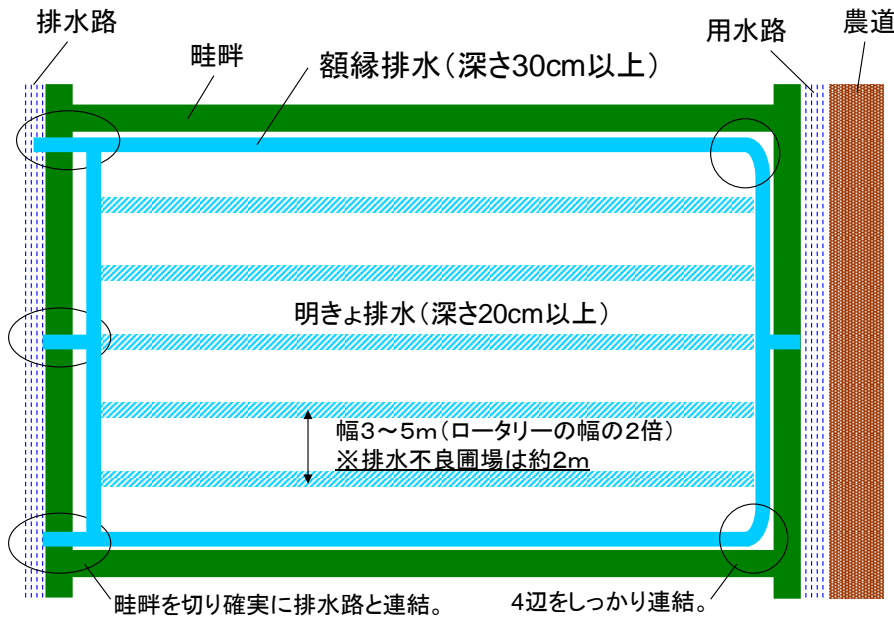 排水路
畦畔
額縁排水(深さ30cm以上)
用水路
農道
明きょ排水(深さ20cm以上)
幅3～5m(ロータリーの幅の2倍)
※排水不良圃場は約2m
畦畔を切り確実に排水路と連結。
4辺をしっかり連結。